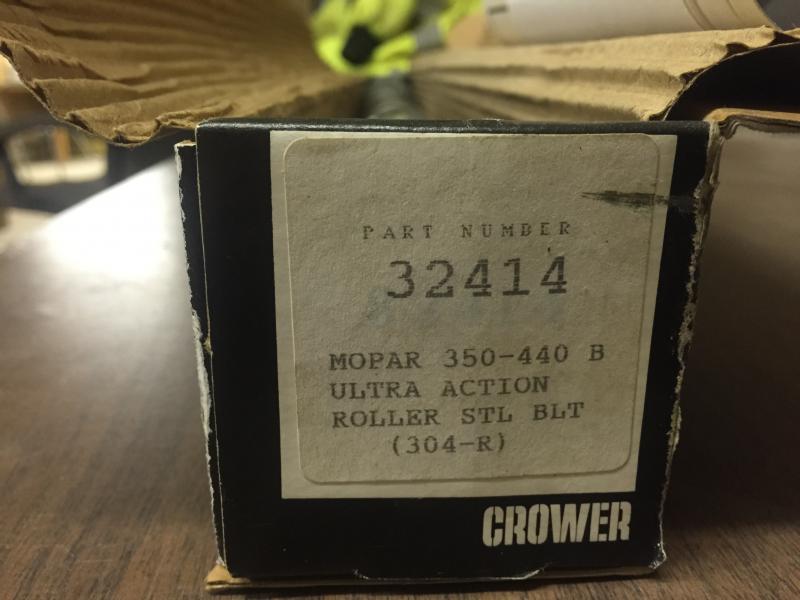 PART NUMBER
32414
MOPAR 350-440 B
ULTRA ACTION
ROLLER STL BLT
(304-R)
CROWER